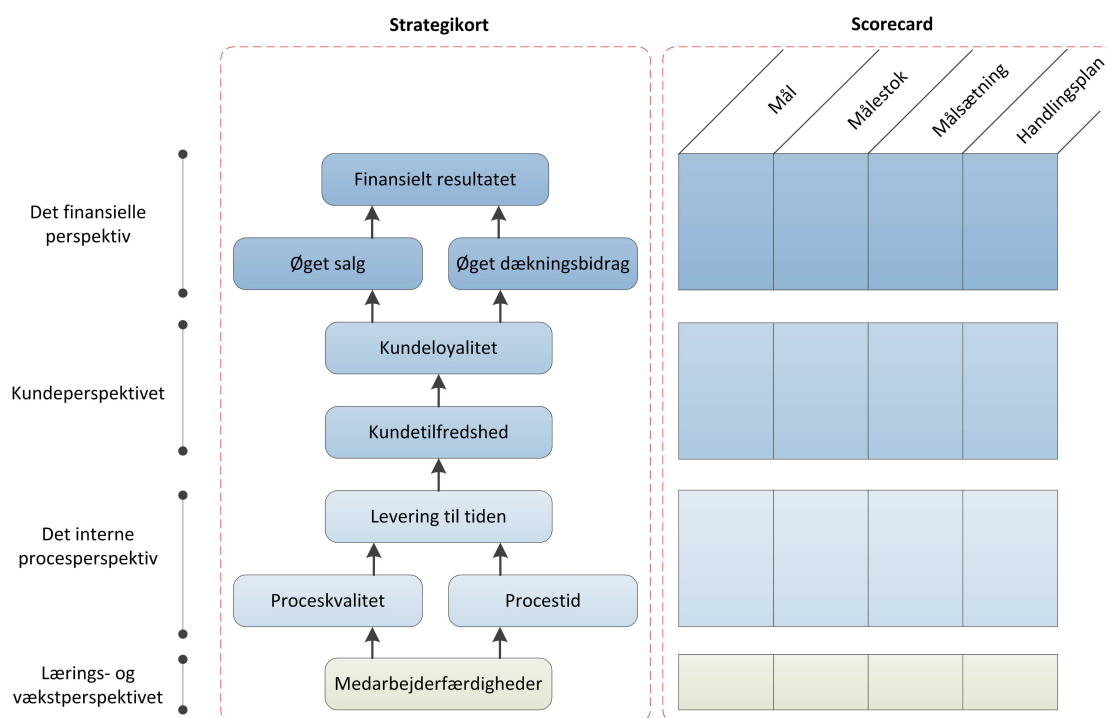 Strategikort
Scorecard
Mål
Målestok
Målsætning
Handlingsplan
Det finansielle
perspektiv
Finansielt resultatet
Øget salg
Øget dækningsbidrag
Kundeperspektivet
Kundeloyalitet
Kundetilfredshed
Det interne
procesperspektiv
Levering til tiden
Proceskvalitet
Procestid
Lærings- og
vækstperspektivet
Medarbejderfærdigheder